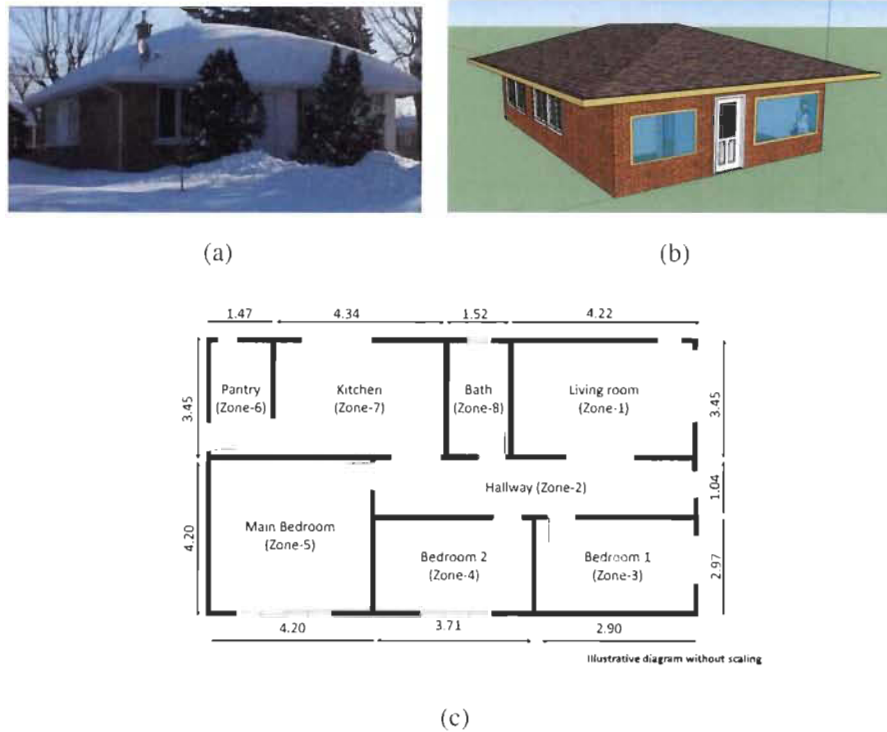 (a)
(b)
1.47
4.34
1.52
4.22
3.45
Pantry
(Zone-6)
Kitchen
(Zone-7)
Bath
(Zone-8)
Living room
(Zone-1)
3.45
Hallway (Zone-2)
1.04
4.20
Main Bedroom
(Zone-5)
Bedroom 2
(Zone-4)
Bedroom 1
(Zone-3)
2.97
4.20
3.71
2.90
Illustrative diagram without scaling
(c)